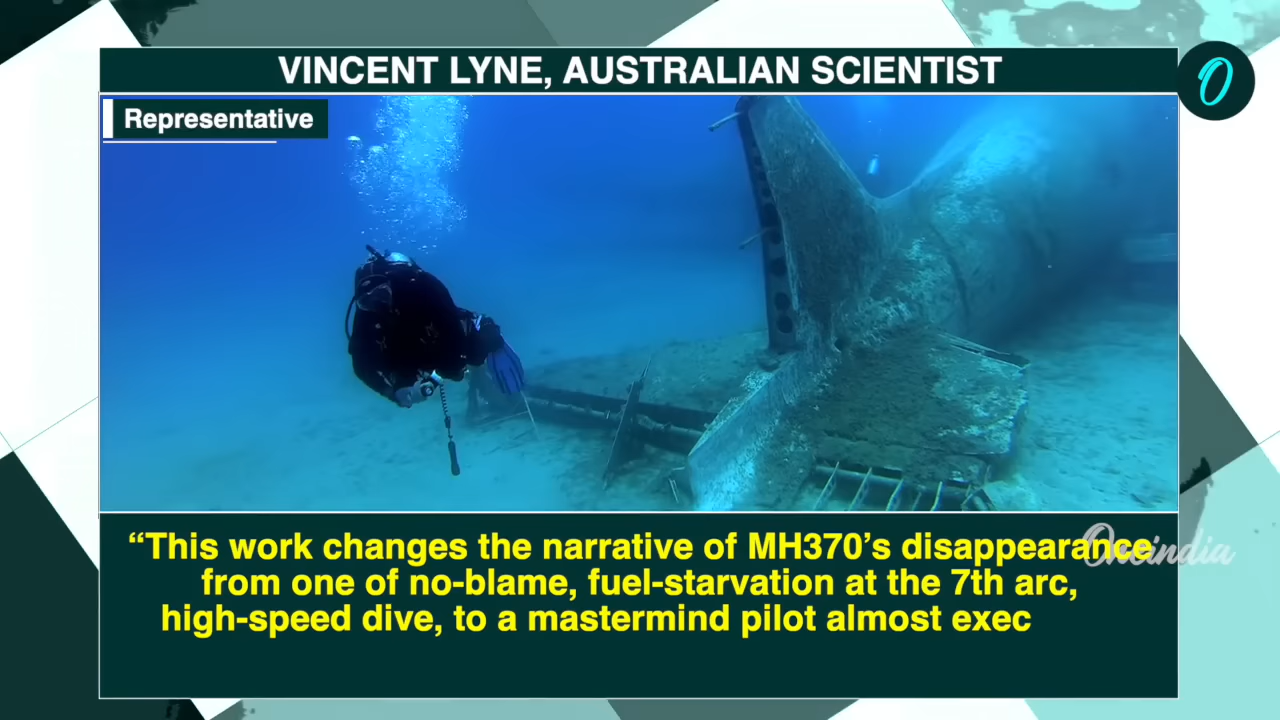 VINCENT LYNE, AUSTRALIAN SCIENTIST
Representative
“This work changes the narrative of MH370’s disappearance
from one of no-blame, fuel-starvation at the 7th arc,
high-speed dive, to a mastermind pilot almost exec
Oneindia